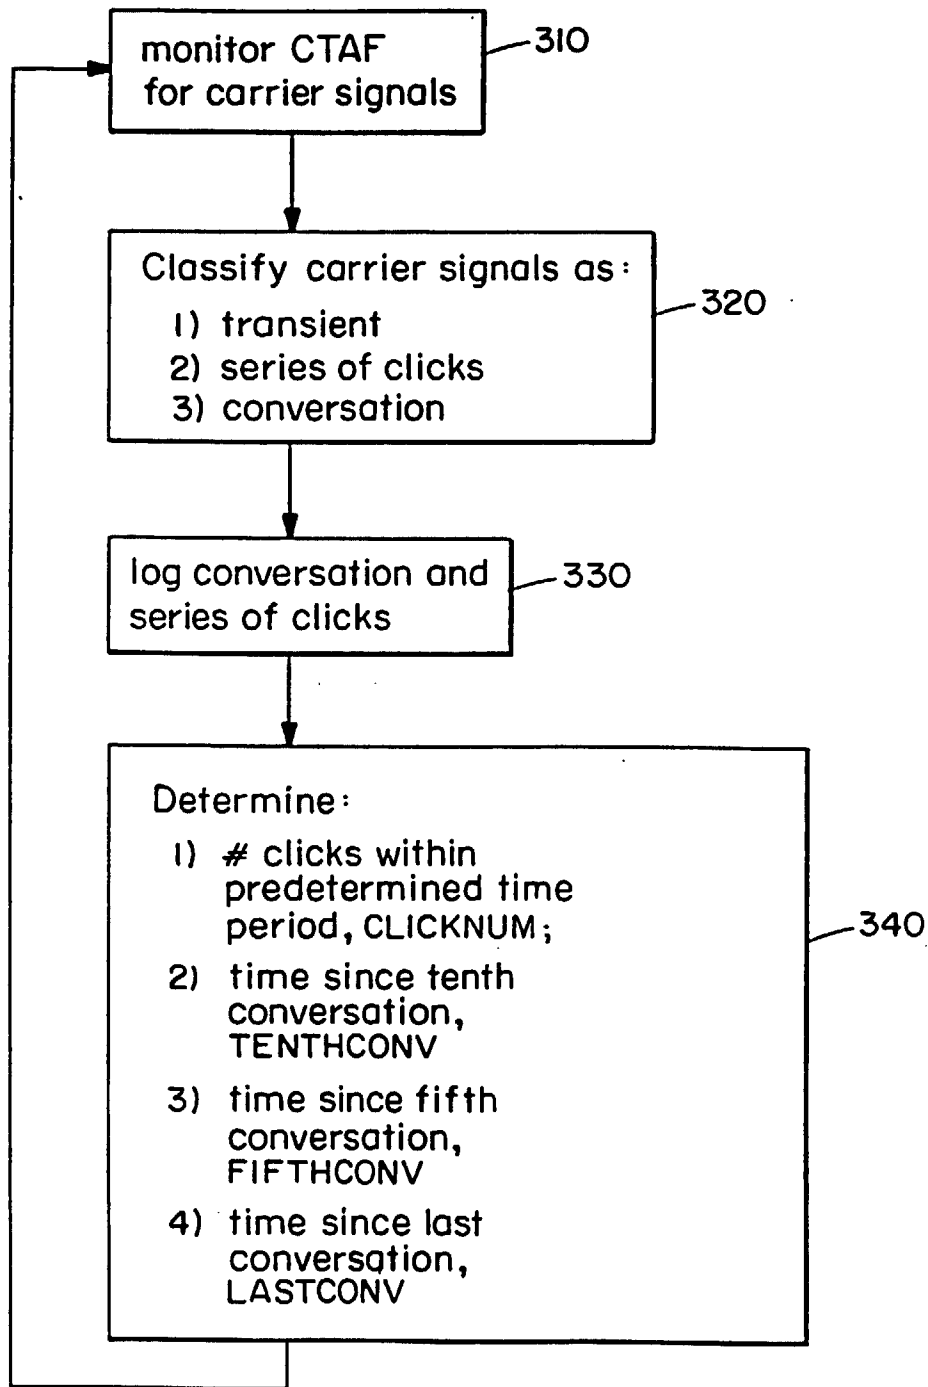 monitor CTAF
for carrier signals
310
Classify carrier signals as:
1) transient
2) series of clicks
3) conversation
320
log conversation and
series of clicks
330
Determine:
1) # clicks within
predetermined time
period, CLICKNUM;
2) time since tenth
conversation,
TENTHCONV
3) time since fifth
conversation,
FIFTHCONV
4) time since last
conversation,
LASTCONV
340